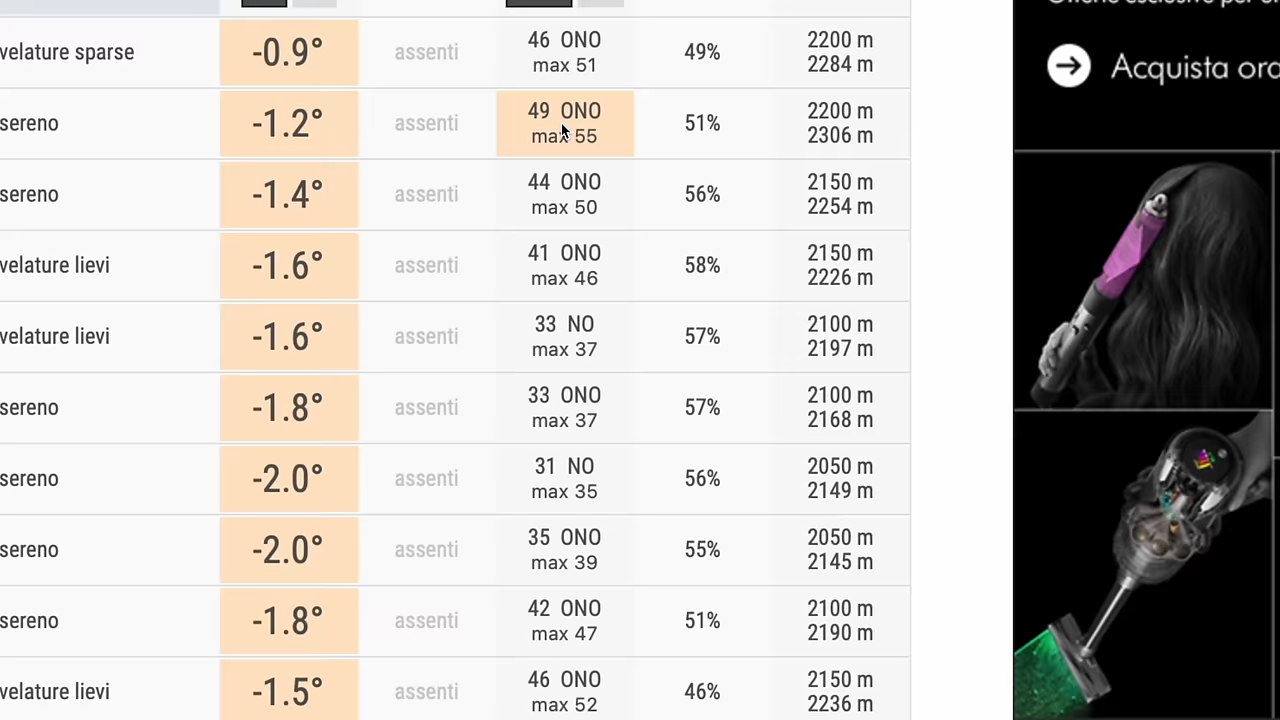 velature sparse -0.9° assenti 46 ONO max 51 49% 2200 m 2284 m
sereno -1.2° assenti 49 ONO max 55 51% 2200 m 2306 m
sereno -1.4° assenti 44 ONO max 50 56% 2150 m 2254 m
velature lievi -1.6° assenti 41 ONO max 46 58% 2150 m 2226 m
velature lievi -1.6° assenti 33 NO max 37 57% 2100 m 2197 m
sereno -1.8° assenti 33 ONO max 37 57% 2100 m 2168 m
sereno -2.0° assenti 31 NO max 35 56% 2050 m 2149 m
sereno -2.0° assenti 35 ONO max 39 55% 2050 m 2145 m
sereno -1.8° assenti 42 ONO max 47 51% 2100 m 2190 m
velature lievi -1.5° assenti 46 ONO max 52 46% 2150 m 2236 m
Acquista